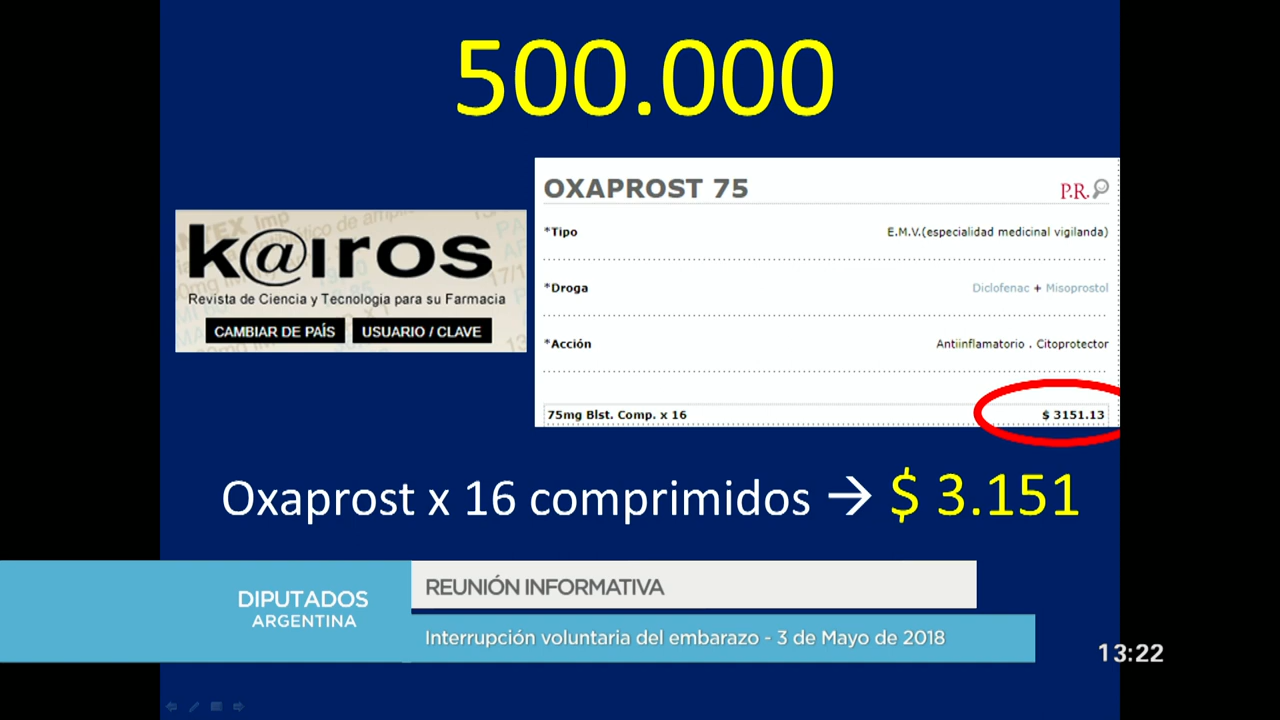 500.000
OXAPROST 75
P.R.
*Tipo
E.M.V.(especialidad medicinal vigilanda)
*Droga
Diclofenac + Misoprostol
*Acción
Antiinflamatorio . Citoprotector
75mg Blst. Comp. x 16
$ 3151.13
k@iros
Revista de Ciencia y Tecnología para su Farmacia
CAMBIAR DE PAÍS
USUARIO / CLAVE
Oxaprost x 16 comprimidos → $ 3.151
DIPUTADOS
ARGENTINA
REUNIÓN INFORMATIVA
Interrupción voluntaria del embarazo - 3 de Mayo de 2018
13:22